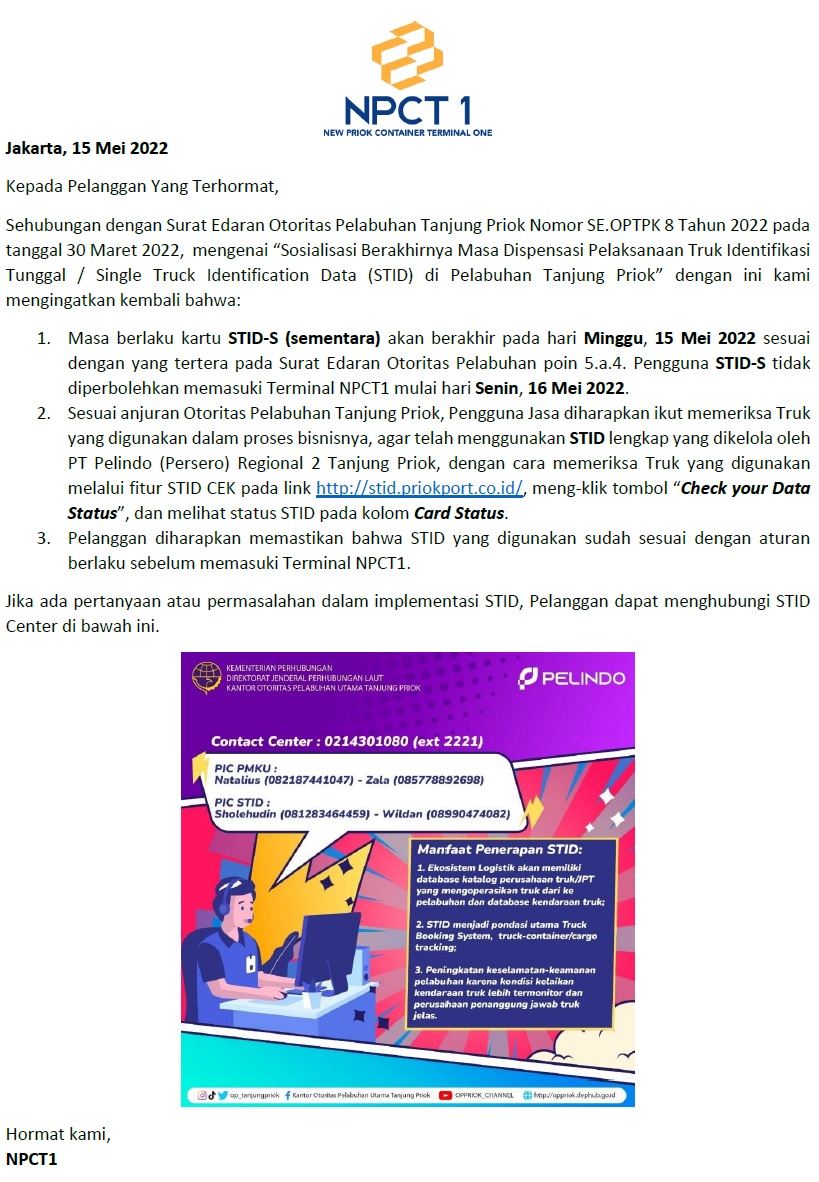 NPCT 1
NEW PRIOK CONTAINER TERMINAL ONE
Jakarta, 15 Mei 2022
Kepada Pelanggan Yang Terhormat,
Sehubungan dengan Surat Edaran Otoritas Pelabuhan Tanjung Priok Nomor SE.OPTPK 8 Tahun 2022 pada
tanggal 30 Maret 2022, mengenai “Sosialisasi Berakhirnya Masa Dispensasi Pelaksanaan Truk Identifikasi
Tunggal / Single Truck Identification Data (STID) di Pelabuhan Tanjung Priok” dengan ini kami
mengingatkan kembali bahwa:
1. Masa berlaku kartu STID-S (sementara) akan berakhir pada hari Minggu, 15 Mei 2022 sesuai
dengan yang tertera pada Surat Edaran Otoritas Pelabuhan poin 5.a.4. Pengguna STID-S tidak
diperbolehkan memasuki Terminal NPCT1 mulai hari Senin, 16 Mei 2022.
2. Sesuai anjuran Otoritas Pelabuhan Tanjung Priok, Pengguna Jasa diharapkan ikut memeriksa Truk
yang digunakan dalam proses bisnisnya, agar telah menggunakan STID lengkap yang dikelola oleh
PT Pelindo (Persero) Regional 2 Tanjung Priok, dengan cara memeriksa Truk yang digunakan
melalui fitur STID CEK pada link http://stid.priokport.co.id/, meng-klik tombol “Check your Data
Status”, dan melihat status STID pada kolom Card Status.
3. Pelanggan diharapkan memastikan bahwa STID yang digunakan sudah sesuai dengan aturan
berlaku sebelum memasuki Terminal NPCT1.
Jika ada pertanyaan atau permasalahan dalam implementasi STID, Pelanggan dapat menghubungi STID
Center di bawah ini.
KEMENTERIAN PERHUBUNGAN
DIREKTORAT JENDERAL PERHUBUNGAN LAUT
KANTOR OTORITAS PELABUHAN UTAMA TANJUNG PRIOK
PELINDO
Contact Center : 0214301080 (ext 2221)
PIC PMKU :
Natalius (082187441047) - Zala (085778892698)
PIC STID :
Sholehudin (081283464459) - Wildan (08990474082)
Manfaat Penerapan STID:
1. Ekosistem Logistik akan memiliki
database katalog perusahaan truk/JPT
yang mengoperasikan truk dari ke
pelabuhan dan database kendaraan truk;
2. STID menjadi pondasi utama Truck
Booking System, truck-container/cargo
tracking;
3. Peningkatan keselamatan-keamanan
pelabuhan karena kondisi kelaikan
kendaraan truk lebih termonitor dan
perusahaan penanggung jawab truk
jelas.
op_tanjungpriok Kantor Otoritas Pelabuhan Utama Tanjung Priok OPPRIOK_CHANNEL http://oppriok.dephub.go.id
Hormat kami,
NPCT1